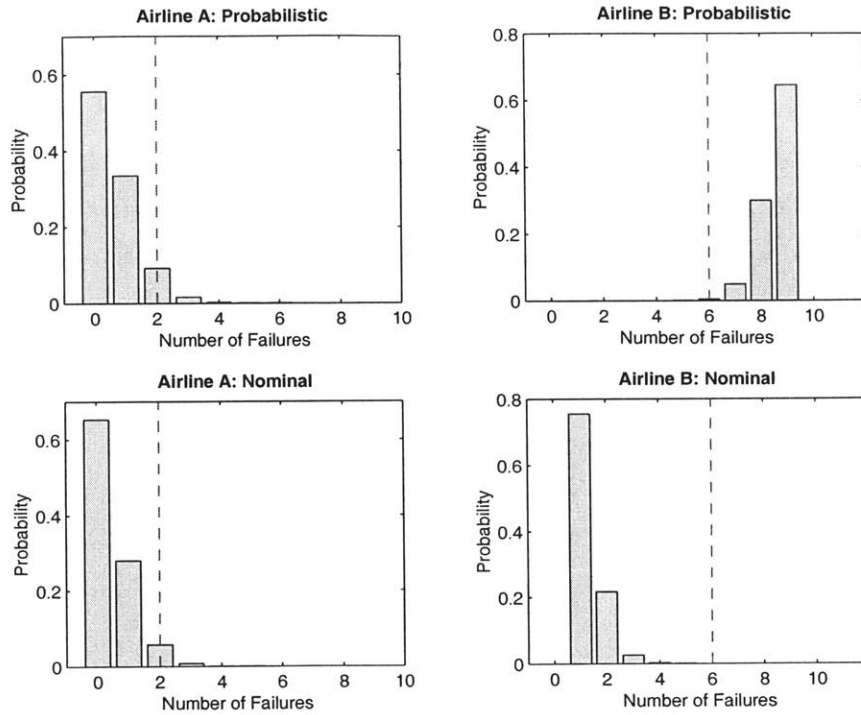 Airline A: Probabilistic
0.6
0.4
0.2
0
Probability
0 2 4 6 8 10
Number of Failures
Airline B: Probabilistic
0.8
0.6
0.4
0.2
0
Probability
0 2 4 6 8 10
Number of Failures
Airline A: Nominal
0.6
0.4
0.2
0
Probability
0 2 4 6 8 10
Number of Failures
Airline B: Nominal
0.8
0.6
0.4
0.2
0
Probability
0 2 4 6 8 10
Number of Failures